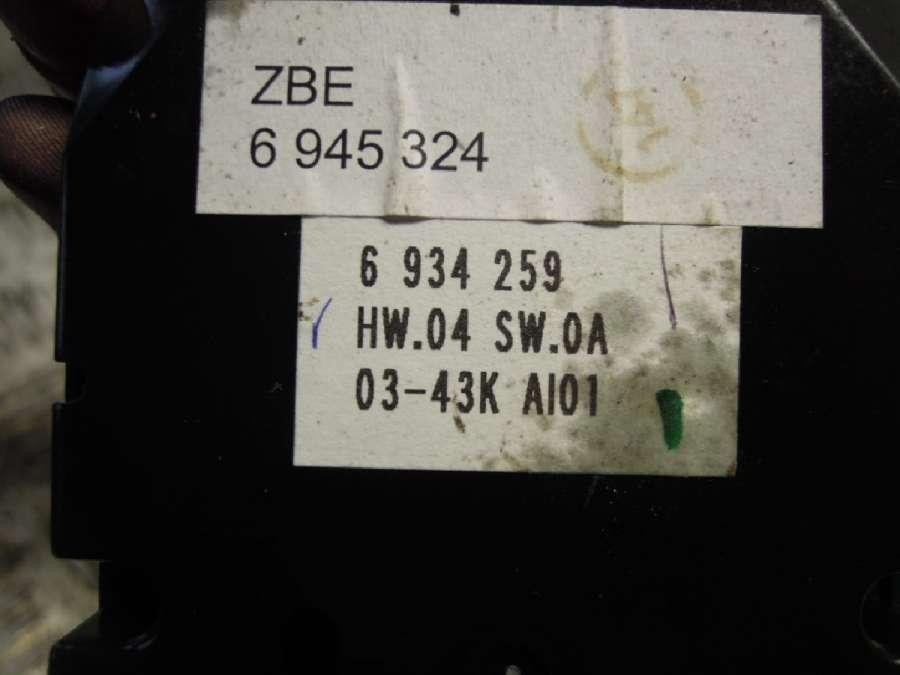 ZBE
6 945 324
6 934 259
HW.04 SW.0A
03-43K AI01